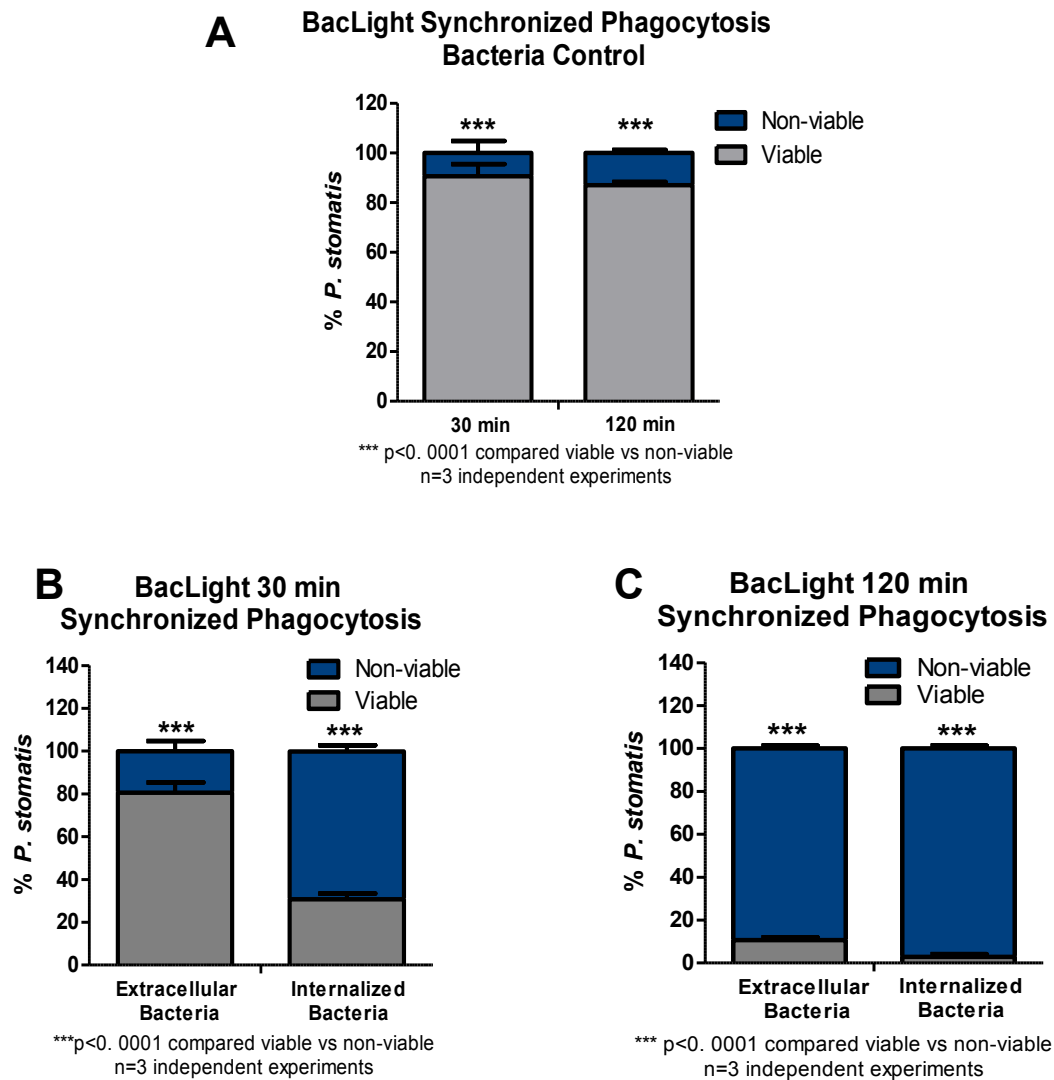 A
BacLight Synchronized Phagocytosis
Bacteria Control
120
100
80
60
40
20
0
% P. stomatis
***
***
Non-viable
Viable
30 min
120 min
*** p<0. 0001 compared viable vs non-viable
n=3 independent experiments
B
BacLight 30 min
Synchronized Phagocytosis
140
120
100
80
60
40
20
0
% P. stomatis
Non-viable
Viable
***
***
Extracellular
Bacteria
Internalized
Bacteria
***p<0. 0001 compared viable vs non-viable
n=3 independent experiments
C
BacLight 120 min
Synchronized Phagocytosis
140
120
100
80
60
40
20
0
% P. stomatis
Non-viable
Viable
***
***
Extracellular
Bacteria
Internalized
Bacteria
*** p<0. 0001 compared viable vs non-viable
n=3 independent experiments